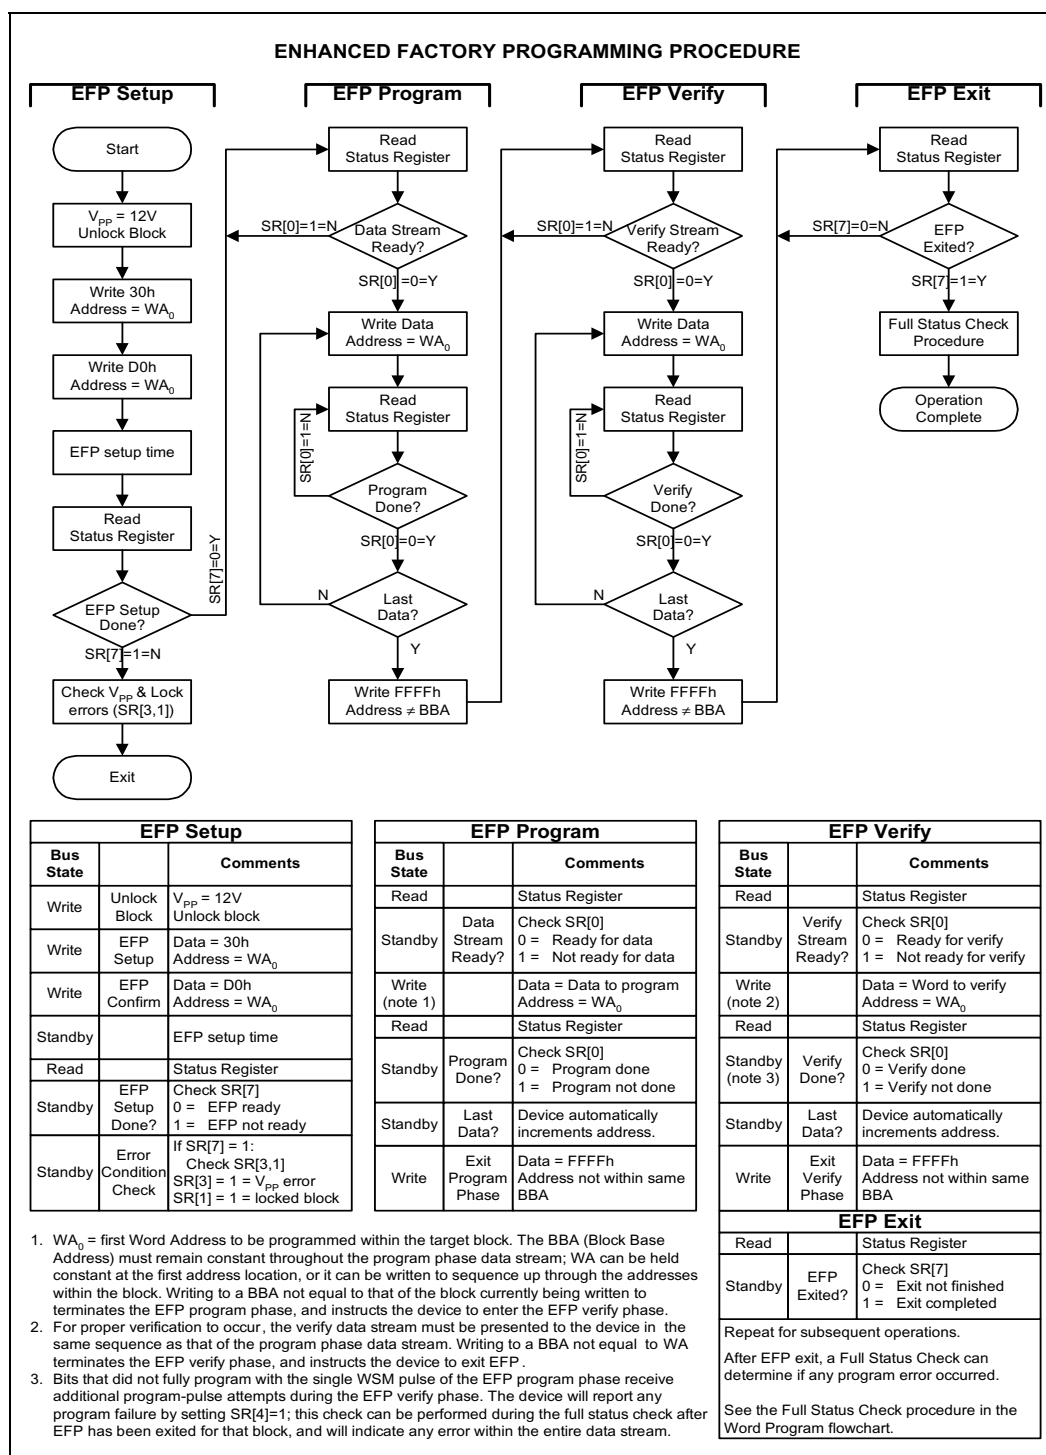 ENHANCED FACTORY PROGRAMMING PROCEDURE
EFP Setup
Start
VPP = 12V
Unlock Block
Write 30h
Address = WA0
Write D0h
Address = WA0
EFP setup time
Read
Status Register
EFP Setup
Done?
SR[7]=0=Y
SR[7]=1=N
Check VPP & Lock
errors (SR[3,1])
Exit
EFP Program
Read
Status Register
SR[0]=1=N
Data Stream
Ready?
SR[0] =0=Y
Write Data
Address = WA0
Read
Status Register
SR[0]=1=N
Program
Done?
SR[0]=0=Y
N
Last
Data?
Y
Write FFFFh
Address ≠ BBA
EFP Verify
Read
Status Register
SR[0]=1=N
Verify Stream
Ready?
SR[0] =0=Y
Write Data
Address = WA0
Read
Status Register
SR[0]=1=N
Verify
Done?
SR[0]=0=Y
N
Last
Data?
Y
Write FFFFh
Address ≠ BBA
EFP Exit
Read
Status Register
SR[7]=0=N
EFP
Exited?
SR[7]=1=Y
Full Status Check
Procedure
Operation
Complete
EFP Setup
Bus
State
Comments
Write
Unlock
Block
VPP = 12V
Unlock block
Write
EFP
Setup
Data = 30h
Address = WA0
Write
EFP
Confirm
Data = D0h
Address = WA0
Standby
EFP setup time
Read
Status Register
Standby
EFP
Setup
Done?
Check SR[7]
0 = EFP ready
1 = EFP not ready
Standby
Error
Condition
Check
If SR[7] = 1:
Check SR[3,1]
SR[3] = 1 = VPP error
SR[1] = 1 = locked block
EFP Program
Bus
State
Comments
Read
Status Register
Standby
Data
Stream
Ready?
Check SR[0]
0 = Ready for data
1 = Not ready for data
Write
(note 1)
Data = Data to program
Address = WA0
Read
Status Register
Standby
Program
Done?
Check SR[0]
0 = Program done
1 = Program not done
Standby
Last
Data?
Device automatically
increments address.
Write
Exit
Program
Phase
Data = FFFFh
Address not within same
BBA
EFP Verify
Bus
State
Comments
Read
Status Register
Standby
Verify
Stream
Ready?
Check SR[0]
0 = Ready for verify
1 = Not ready for verify
Write
(note 2)
Data = Word to verify
Address = WA0
Read
Status Register
Standby
(note 3)
Verify
Done?
Check SR[0]
0 = Verify done
1 = Verify not done
Standby
Last
Data?
Device automatically
increments address.
Write
Exit
Verify
Phase
Data = FFFFh
Address not within same
BBA
EFP Exit
Read
Status Register
Standby
EFP
Exited?
Check SR[7]
0 = Exit not finished
1 = Exit completed
Repeat for subsequent operations.
After EFP exit, a Full Status Check can
determine if any program error occurred.
See the Full Status Check procedure in the
Word Program flowchart.
1. WA0 = first Word Address to be programmed within the target block. The BBA (Block Base
Address) must remain constant throughout the program phase data stream; WA can be held
constant at the first address location, or it can be written to sequence up through the addresses
within the block. Writing to a BBA not equal to that of the block currently being written to
terminates the EFP program phase, and instructs the device to enter the EFP verify phase.
2. For proper verification to occur, the verify data stream must be presented to the device in the
same sequence as that of the program phase data stream. Writing to a BBA not equal to WA
terminates the EFP verify phase, and instructs the device to exit EFP.
3. Bits that did not fully program with the single WSM pulse of the EFP program phase receive
additional program-pulse attempts during the EFP verify phase. The device will report any
program failure by setting SR[4]=1; this check can be performed during the full status check after
EFP has been exited for that block, and will indicate any error within the entire data stream.